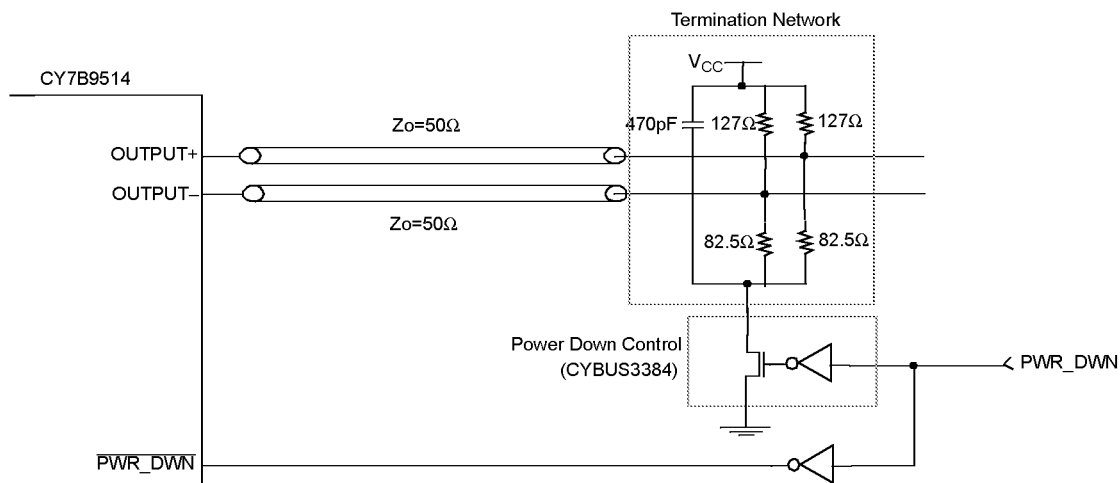 Termination Network
VCC
CY7B9514
470pF
127Ω
127Ω
Zo=50Ω
OUTPUT+
OUTPUT–
Zo=50Ω
82.5Ω
82.5Ω
Power Down Control
(CYBUS3384)
PWR_DWN
PWR_DWN